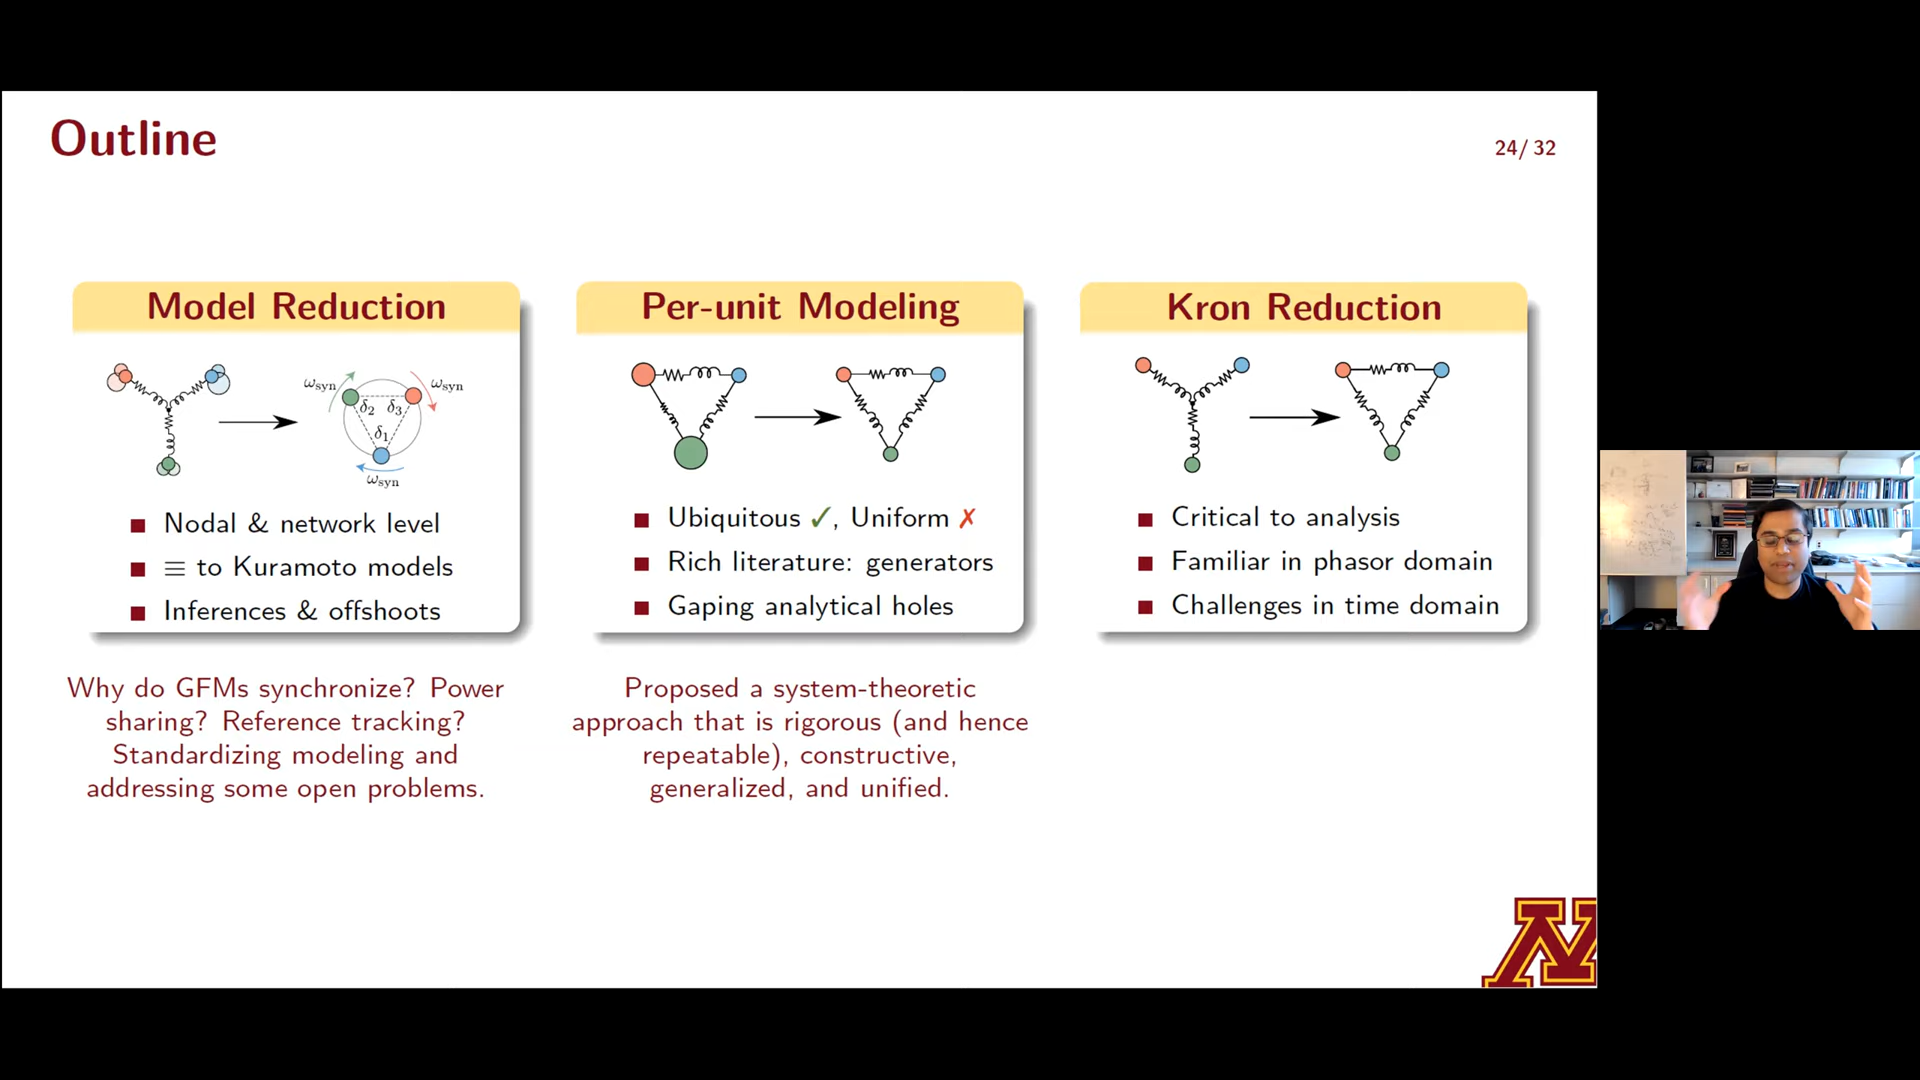 Outline
24/ 32
Model Reduction
ωsyn
ωsyn
δ2 δ3
δ1
ωsyn
Nodal & network level
≡ to Kuramoto models
Inferences & offshoots
Why do GFMs synchronize? Power
sharing? Reference tracking?
Standardizing modeling and
addressing some open problems.
Per-unit Modeling
Ubiquitous ✓, Uniform ✗
Rich literature: generators
Gaping analytical holes
Proposed a system-theoretic
approach that is rigorous (and hence
repeatable), constructive,
generalized, and unified.
Kron Reduction
Critical to analysis
Familiar in phasor domain
Challenges in time domain